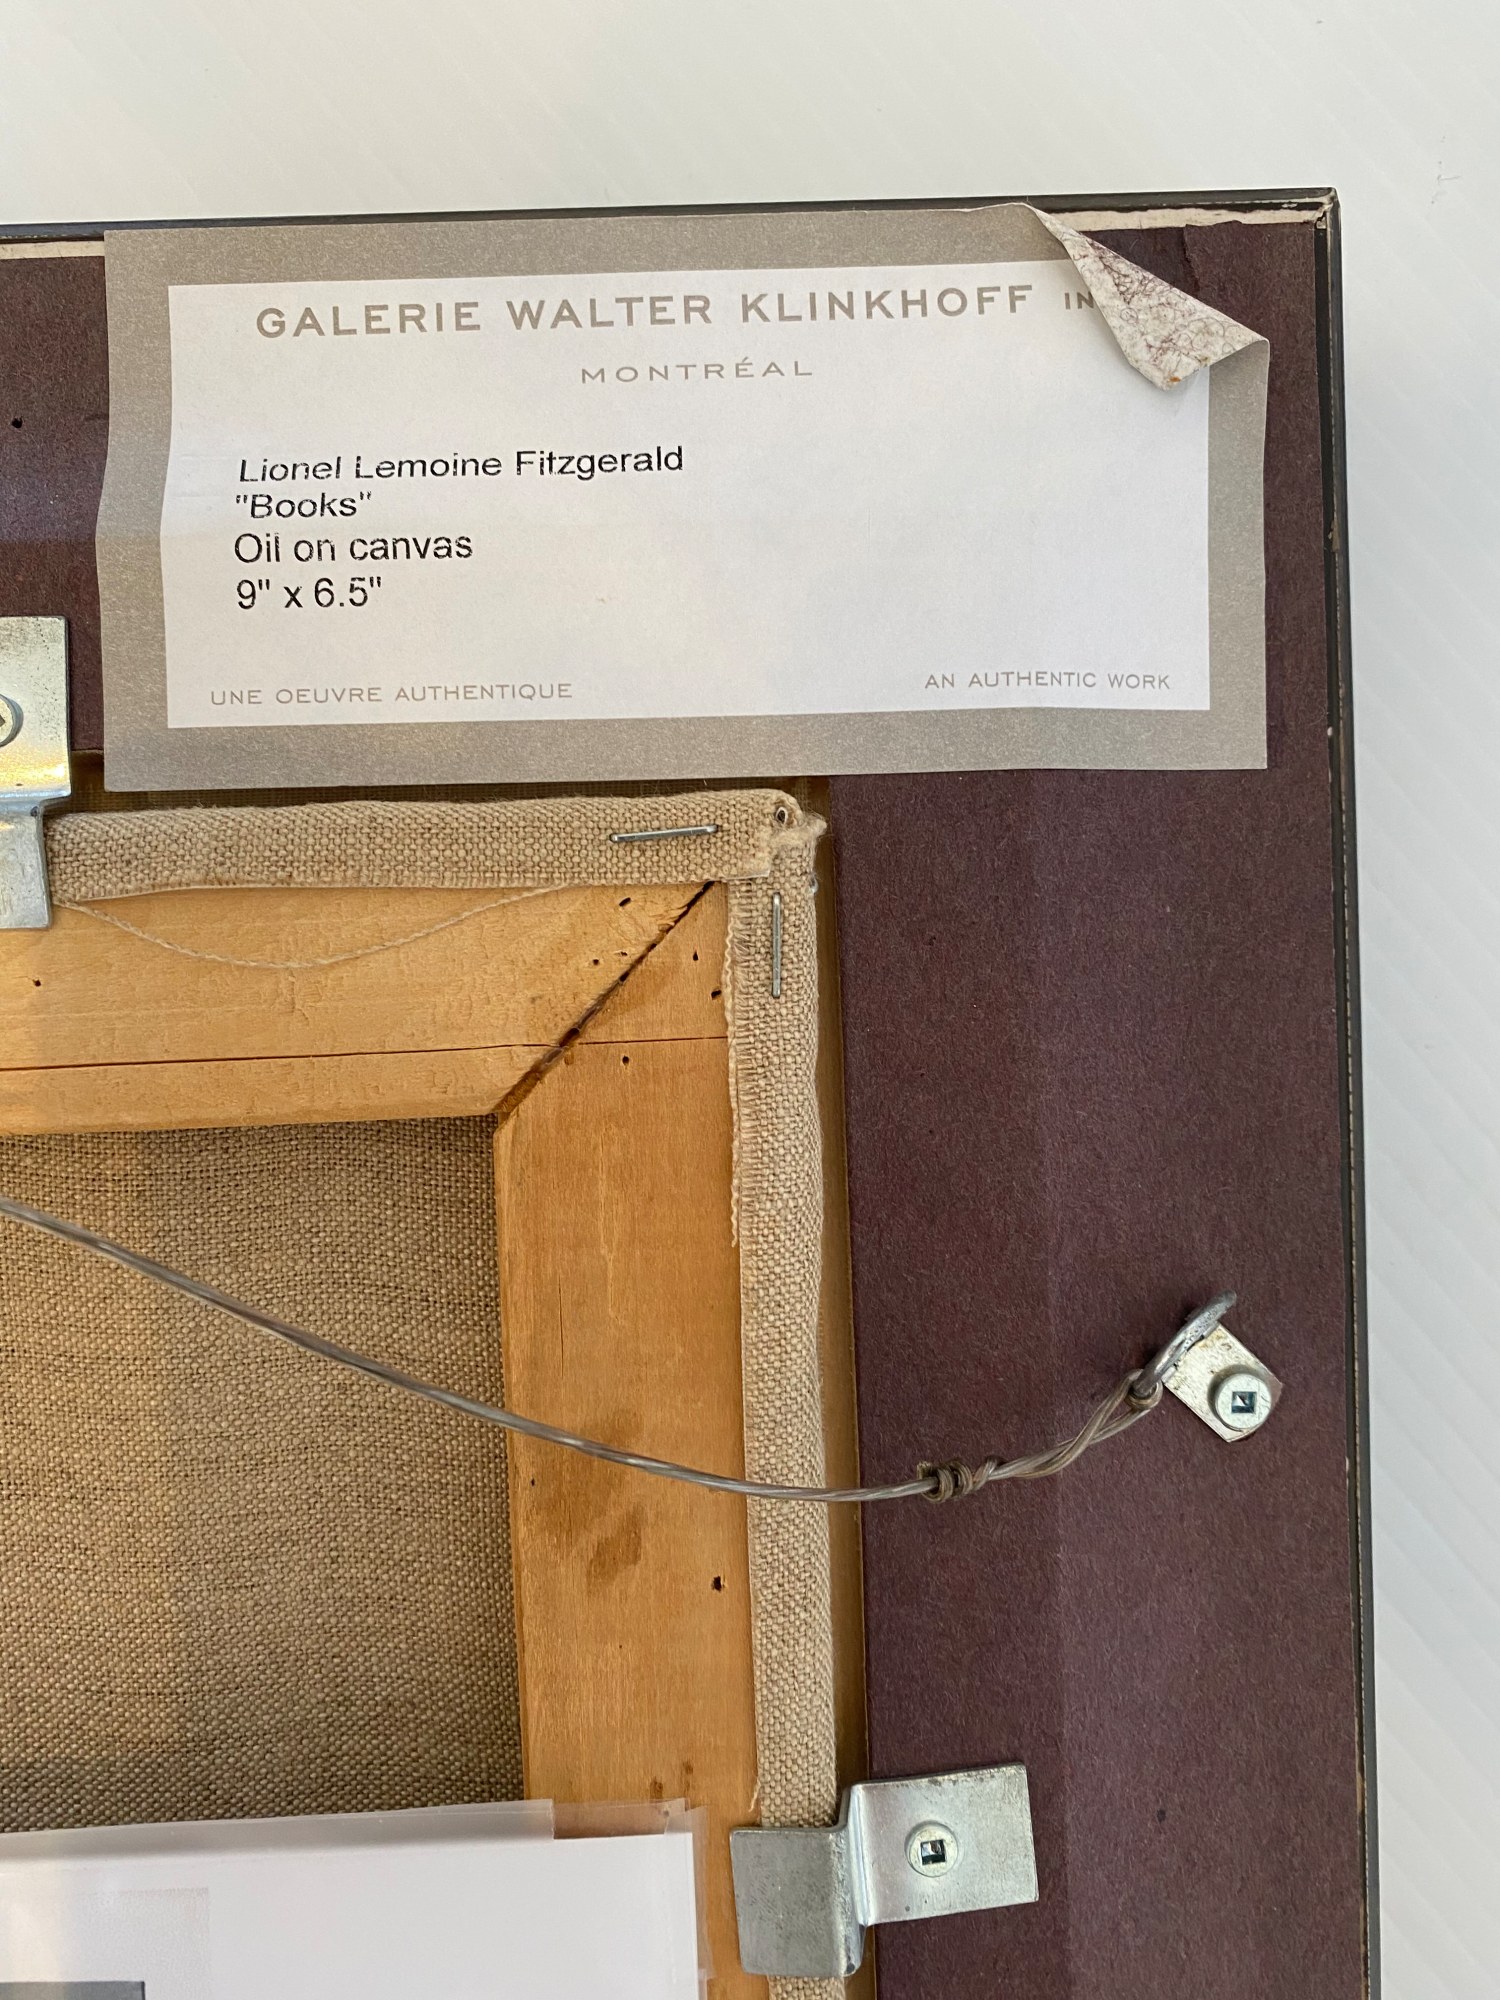 GALERIE WALTER KLINKHOFF IN
MONTRÉAL
Lionel Lemoine Fitzgerald
"Books"
Oil on canvas
9" x 6.5"
UNE OEUVRE AUTHENTIQUE
AN AUTHENTIC WORK